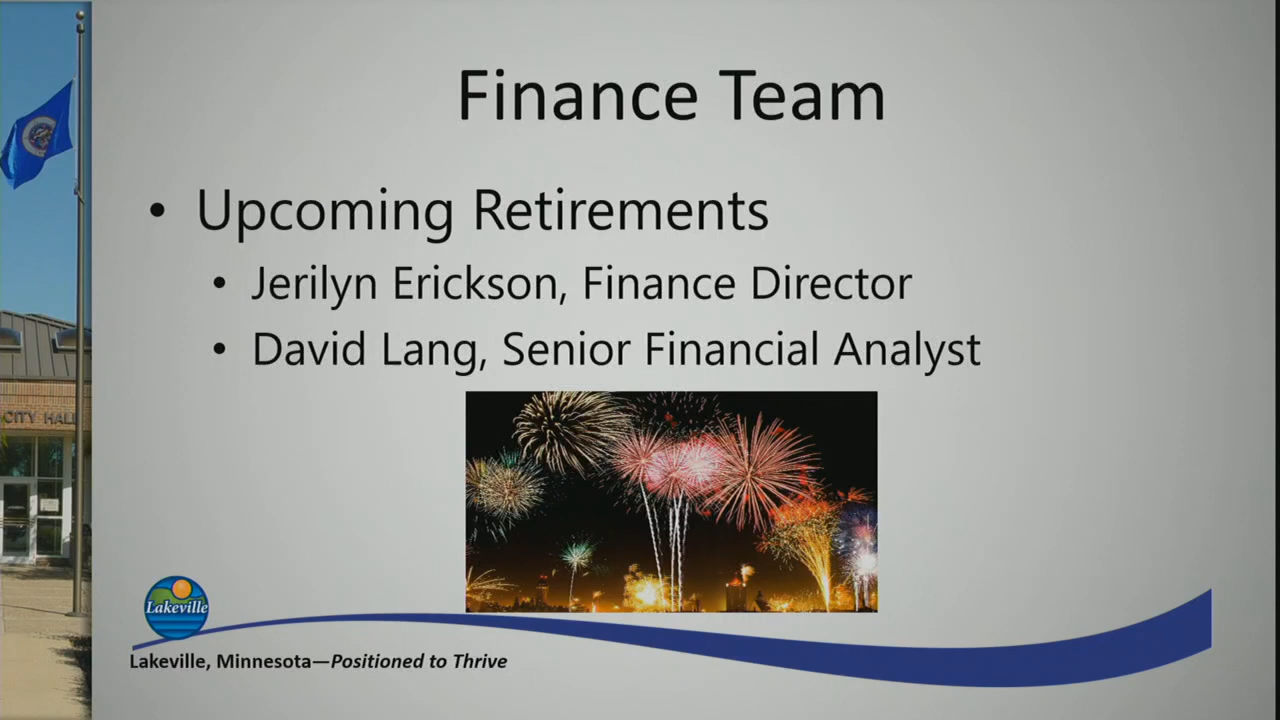 Finance Team
• Upcoming Retirements
• Jerilyn Erickson, Finance Director
• David Lang, Senior Financial Analyst
CITY HALL
Lakeville
Lakeville, Minnesota—Positioned to Thrive